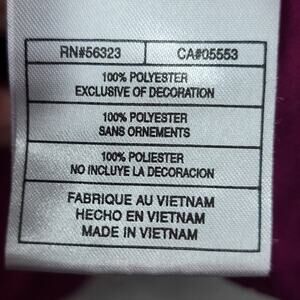 RN#56323 CA#05553
100% POLYESTER
EXCLUSIVE OF DECORATION
100% POLYESTER
SANS ORNEMENTS
100% POLIESTER
NO INCLUYE LA DECORACION
FABRIQUE AU VIETNAM
HECHO EN VIETNAM
MADE IN VIETNAM